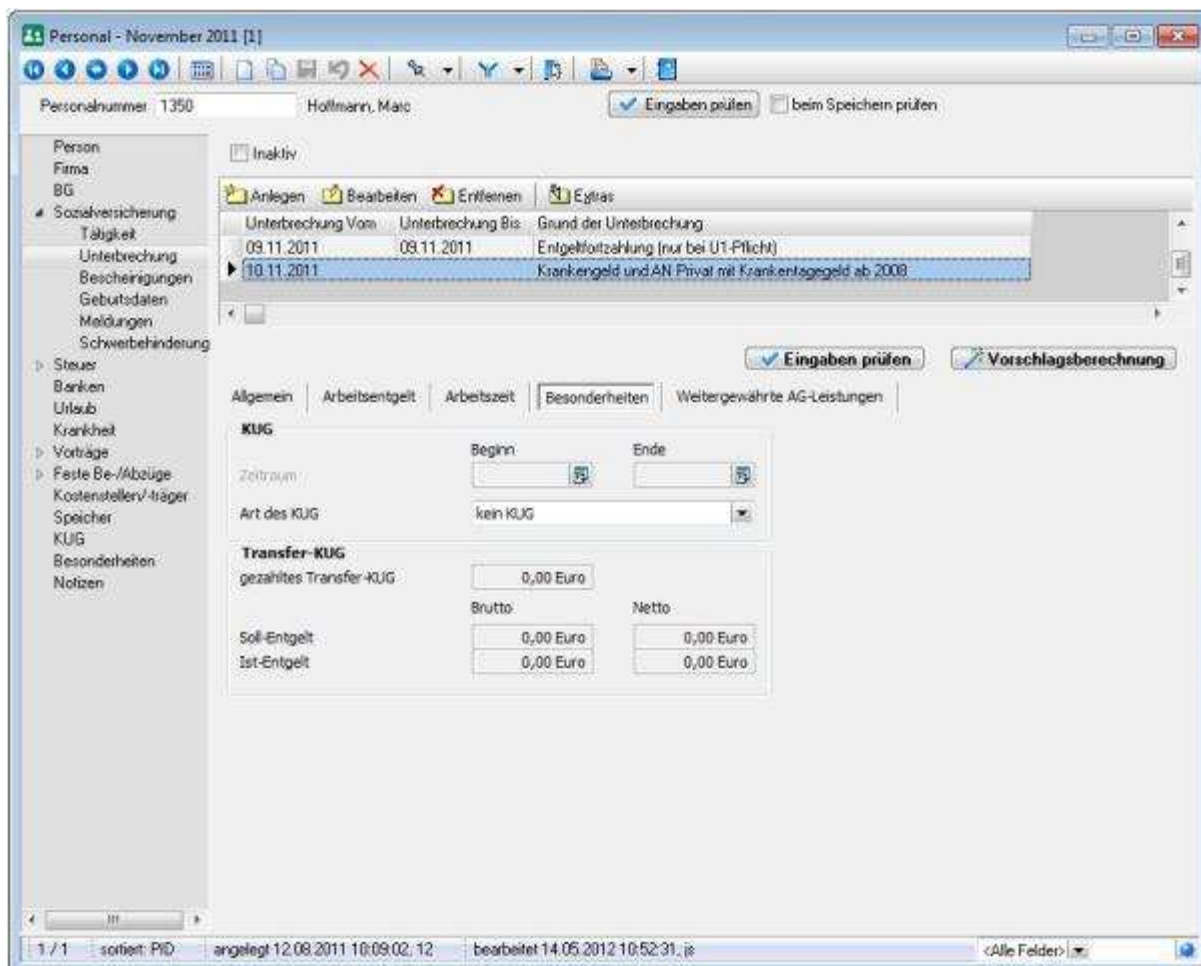 Personal - November 2011 [1]
Personalnummer 1350 Hoffmann, Marc Eingaben prüfen beim Speichern prüfen
Person
Firma
BG
Sozialversicherung
Tätigkeit
Unterbrechung
Bescheinigungen
Geburtsdaten
Meldungen
Schwerbehinderung
Steuer
Banken
Urlaub
Krankheit
Vorträge
Feste Be-/Abzüge
Kostenstellen/-träger
Speicher
KUG
Besonderheiten
Notizen
Inaktiv
Anlegen Bearbeiten Entfernen Extras
Unterbrechung Vom Unterbrechung Bis Grund der Unterbrechung
09.11.2011 09.11.2011 Entgeltfortzahlung (nur bei U1-Pflicht)
10.11.2011 Krankengeld und AN Privat mit Krankentagegeld ab 2008
Eingaben prüfen Vorschlagsberechnung
Allgemein Arbeitsentgelt Arbeitszeit Besonderheiten Weitergewährte AG-Leistungen
KUG
Beginn Ende
Zeitraum
Art des KUG kein KUG
Transfer-KUG
gezahltes Transfer-KUG 0,00 Euro
Brutto Netto
Soll-Entgelt 0,00 Euro 0,00 Euro
Ist-Entgelt 0,00 Euro 0,00 Euro
1 / 1 sortiert: PID angelegt 12.08.2011 10:09:02, 12 bearbeitet 14.05.2012 10:52:31, js <Alle Felder>